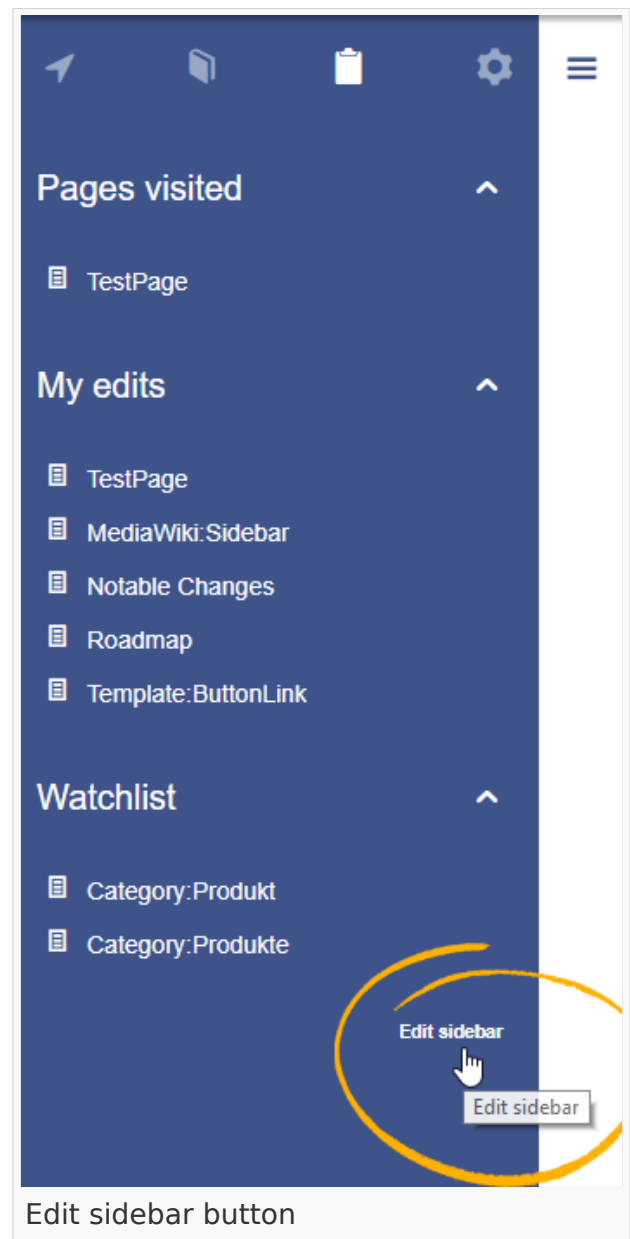 Pages visited
TestPage
My edits
TestPage
MediaWiki:Sidebar
Notable Changes
Roadmap
Template:ButtonLink
Watchlist
Category:Produkt
Category:Produkte
Edit sidebar
Edit sidebar
Edit sidebar button